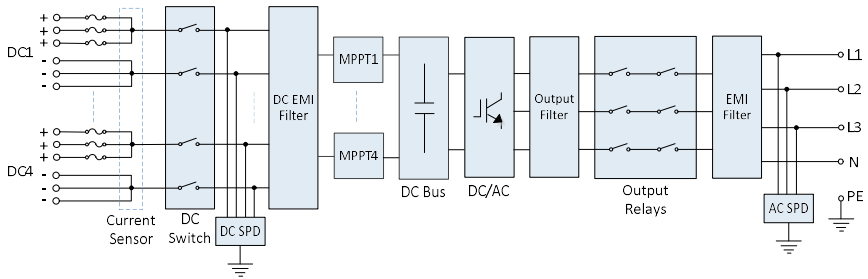 +
+
+
DC1
-
-
-
+
+
+
DC4
-
-
-
Current
Sensor
DC
Switch
DC SPD
DC EMI
Filter
MPPT1
MPPT4
DC Bus
DC/AC
Output
Filter
Output
Relays
EMI
Filter
AC SPD
L1
L2
L3
N
PE